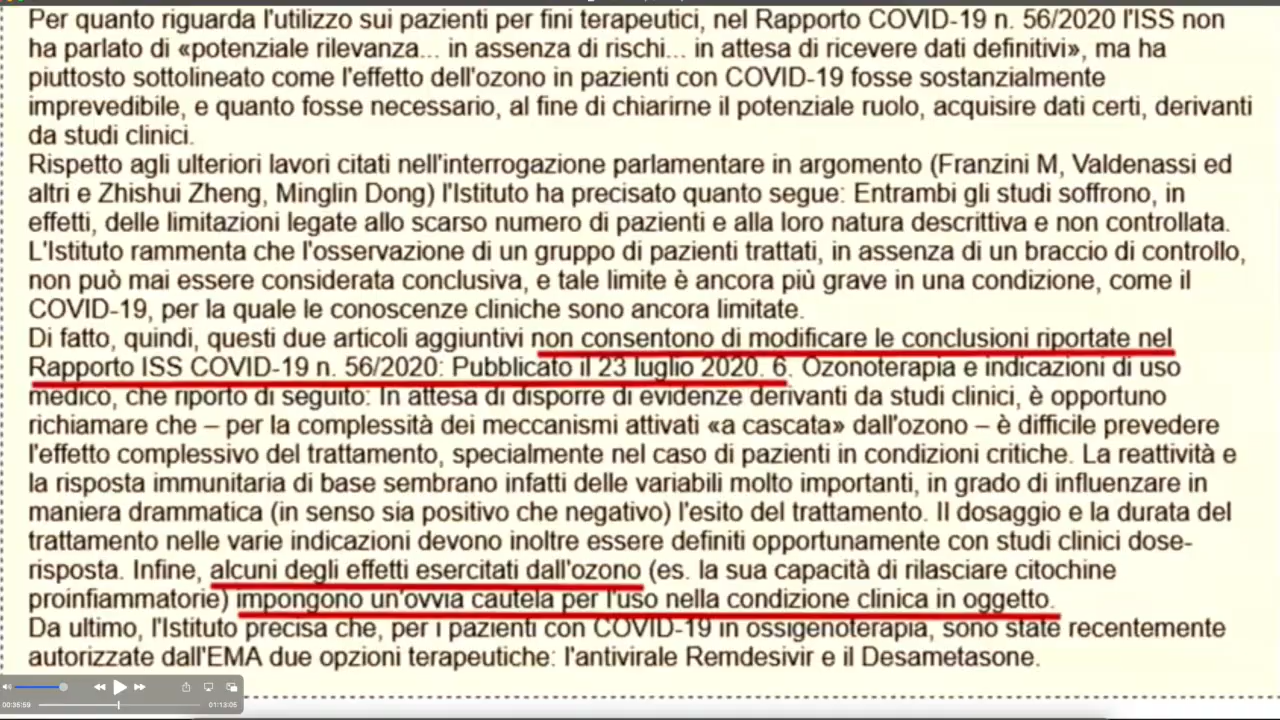 Per quanto riguarda l'utilizzo sui pazienti per fini terapeutici, nel Rapporto COVID-19 n. 56/2020 l'ISS non
ha parlato di «potenziale rilevanza... in assenza di rischi... in attesa di ricevere dati definitivi», ma ha
piuttosto sottolineato come l'effetto dell'ozono in pazienti con COVID-19 fosse sostanzialmente
imprevedibile, e quanto fosse necessario, al fine di chiarirne il potenziale ruolo, acquisire dati certi, derivanti
da studi clinici.
Rispetto agli ulteriori lavori citati nell'interrogazione parlamentare in argomento (Franzini M, Valdenassi ed
altri e Zhishui Zheng, Minglin Dong) l'Istituto ha precisato quanto segue: Entrambi gli studi soffrono, in
effetti, delle limitazioni legate allo scarso numero di pazienti e alla loro natura descrittiva e non controllata.
L'Istituto rammenta che l'osservazione di un gruppo di pazienti trattati, in assenza di un braccio di controllo,
non può mai essere considerata conclusiva, e tale limite è ancora più grave in una condizione, come il
COVID-19, per la quale le conoscenze cliniche sono ancora limitate.
Di fatto, quindi, questi due articoli aggiuntivi non consentono di modificare le conclusioni riportate nel
Rapporto ISS COVID-19 n. 56/2020: Pubblicato il 23 luglio 2020. 6. Ozonoterapia e indicazioni di uso
medico, che riporto di seguito: In attesa di disporre di evidenze derivanti da studi clinici, è opportuno
richiamare che – per la complessità dei meccanismi attivati «a cascata» dall'ozono – è difficile prevedere
l'effetto complessivo del trattamento, specialmente nel caso di pazienti in condizioni critiche. La reattività e
la risposta immunitaria di base sembrano infatti delle variabili molto importanti, in grado di influenzare in
maniera drammatica (in senso sia positivo che negativo) l'esito del trattamento. Il dosaggio e la durata del
trattamento nelle varie indicazioni devono inoltre essere definiti opportunamente con studi clinici dose-
risposta. Infine, alcuni degli effetti esercitati dall'ozono (es. la sua capacità di rilasciare citochine
proinfiammatorie) impongono un'ovvia cautela per l'uso nella condizione clinica in oggetto.
Da ultimo, l'Istituto precisa che, per i pazienti con COVID-19 in ossigenoterapia, sono state recentemente
autorizzate dall'EMA due opzioni terapeutiche: l'antivirale Remdesivir e il Desametasone.
00:35:59
01:13:05